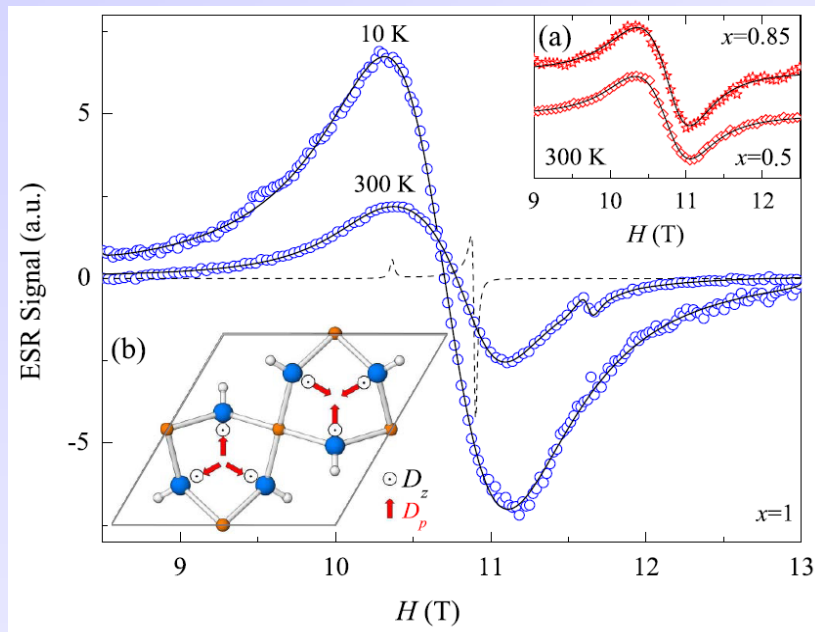 10 K
300 K
ESR Signal (a.u.)
5
0
-5
9
10
11
12
13
H (T)
x=1
(a)
x=0.85
x=0.5
300 K
9
10
11
12
H (T)
(b)
⊙ D_z
D_p